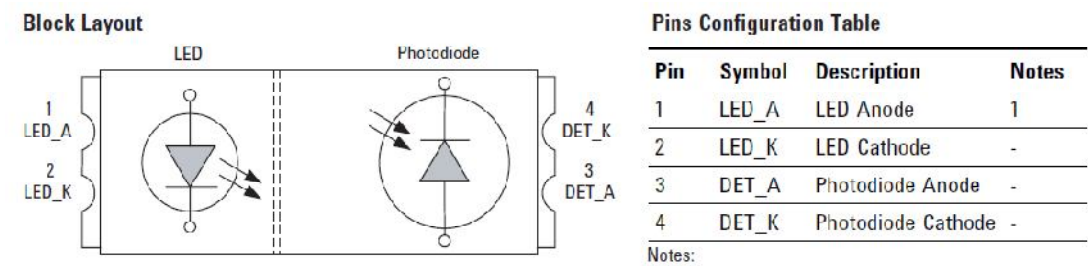 Block Layout
LED
Photodiode
1
LED_A
2
LED_K
4
DET_K
3
DET_A
Pins Configuration Table
Pin Symbol Description Notes
1 LED_A LED Anode 1
2 LED_K LED Cathode -
3 DET_A Photodiode Anode -
4 DET_K Photodiode Cathode -
Notes: